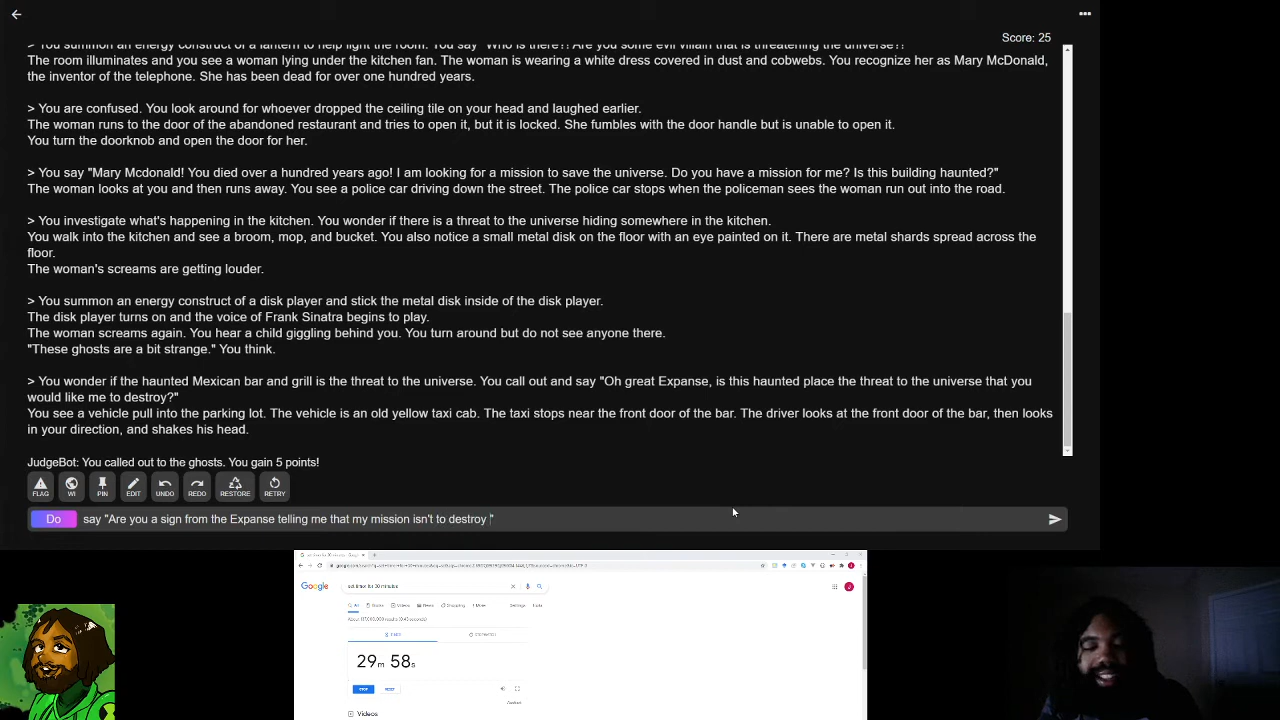 Score: 25
> You summon an energy construct of a lantern to help light the room. You say "Who is there?! Are you some evil villain that is threatening the universe?!
The room illuminates and you see a woman lying under the kitchen fan. The woman is wearing a white dress covered in dust and cobwebs. You recognize her as Mary McDonald,
the inventor of the telephone. She has been dead for over one hundred years.
> You are confused. You look around for whoever dropped the ceiling tile on your head and laughed earlier.
The woman runs to the door of the abandoned restaurant and tries to open it, but it is locked. She fumbles with the door handle but is unable to open it.
You turn the doorknob and open the door for her.
> You say "Mary Mcdonald! You died over a hundred years ago! I am looking for a mission to save the universe. Do you have a mission for me? Is this building haunted?"
The woman looks at you and then runs away. You see a police car driving down the street. The police car stops when the policeman sees the woman run out into the road.
> You investigate what's happening in the kitchen. You wonder if there is a threat to the universe hiding somewhere in the kitchen.
You walk into the kitchen and see a broom, mop, and bucket. You also notice a small metal disk on the floor with an eye painted on it. There are metal shards spread across the
floor.
The woman's screams are getting louder.
> You summon an energy construct of a disk player and stick the metal disk inside of the disk player.
The disk player turns on and the voice of Frank Sinatra begins to play.
The woman screams again. You hear a child giggling behind you. You turn around but do not see anyone there.
"These ghosts are a bit strange." You think.
> You wonder if the haunted Mexican bar and grill is the threat to the universe. You call out and say "Oh great Expanse, is this haunted place the threat to the universe that you
would like me to destroy?"
You see a vehicle pull into the parking lot. The vehicle is an old yellow taxi cab. The taxi stops near the front door of the bar. The driver looks at the front door of the bar, then looks
in your direction, and shakes his head.
JudgeBot: You called out to the ghosts. You gain 5 points!
FLAG WI PIN EDIT UNDO REDO RESTORE RETRY
Do say "Are you a sign from the Expanse telling me that my mission isn't to destroy "
Google set timer for 30 minutes
All Videos News Shopping More Settings
29m 58s
STOP RESET
Videos